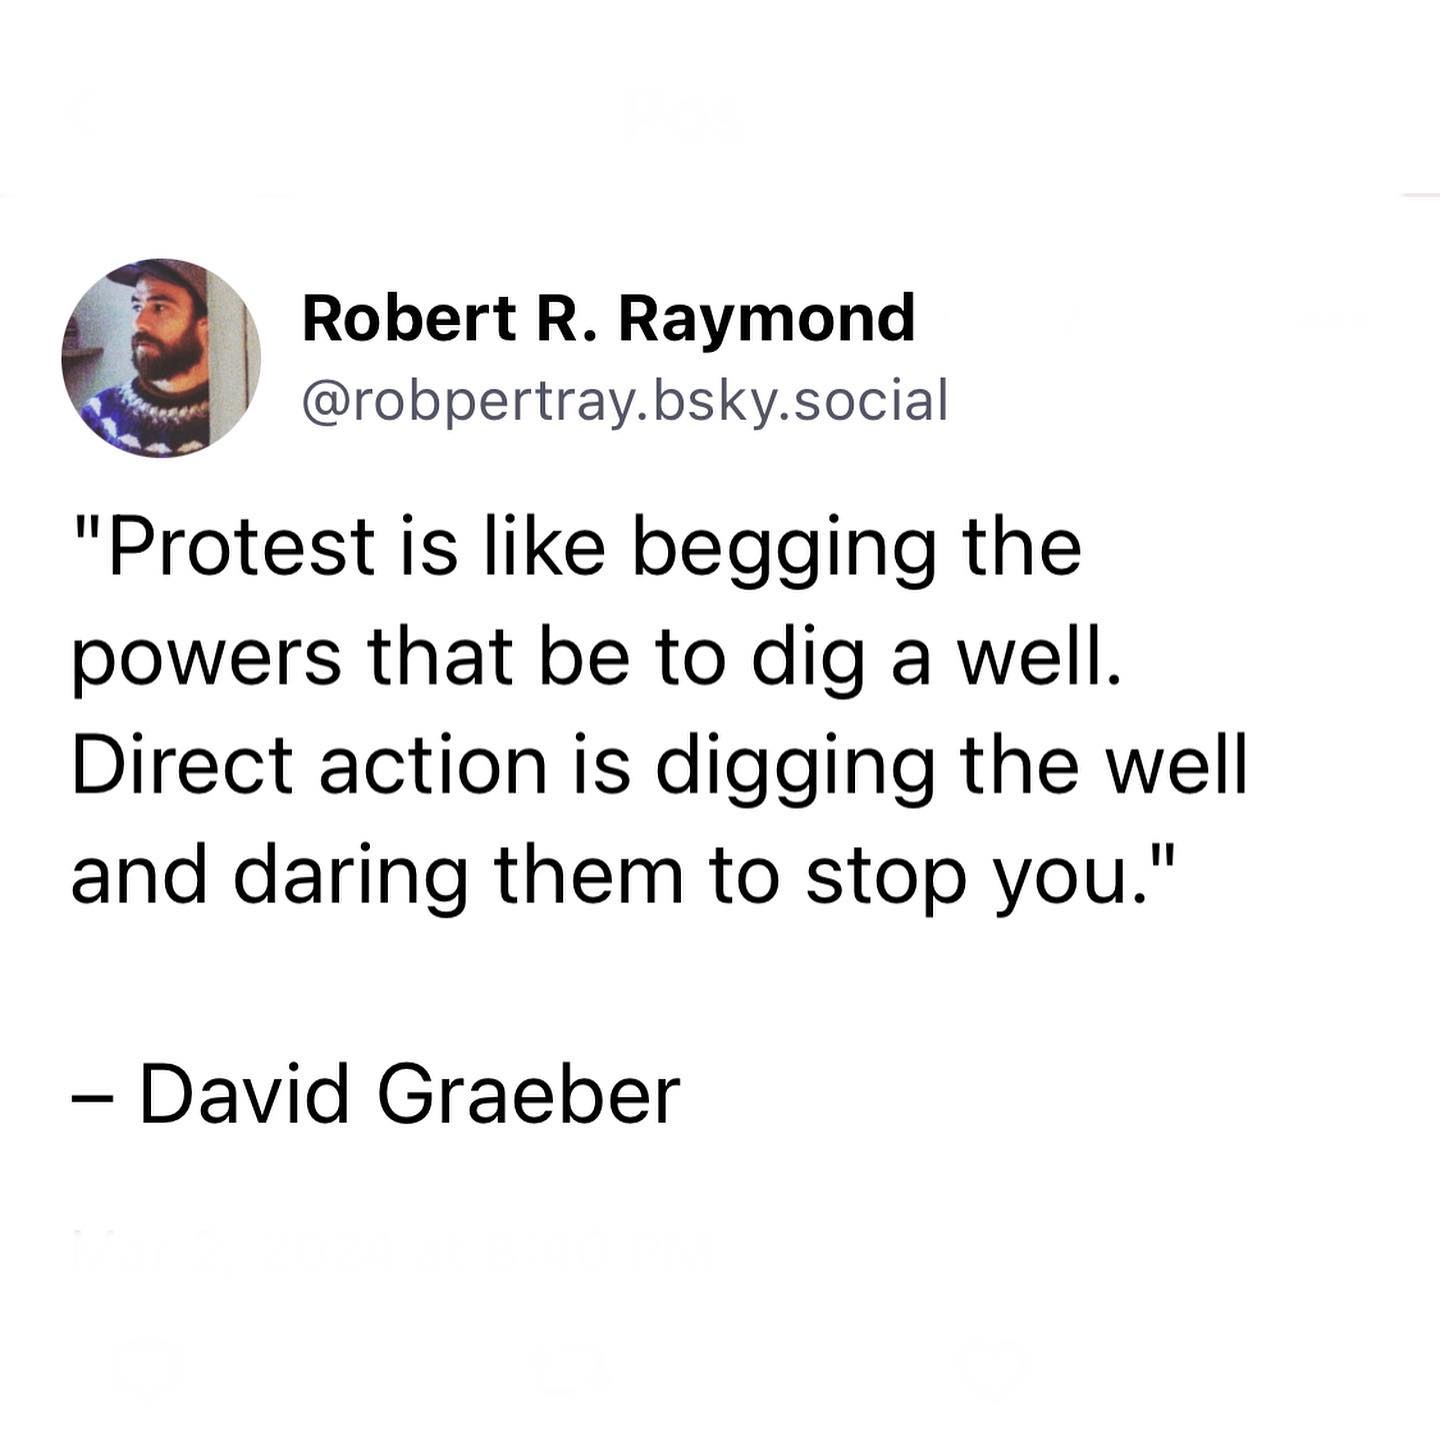 Robert R. Raymond
@robpertray.bsky.social
"Protest is like begging the
powers that be to dig a well.
Direct action is digging the well
and daring them to stop you."
– David Graeber